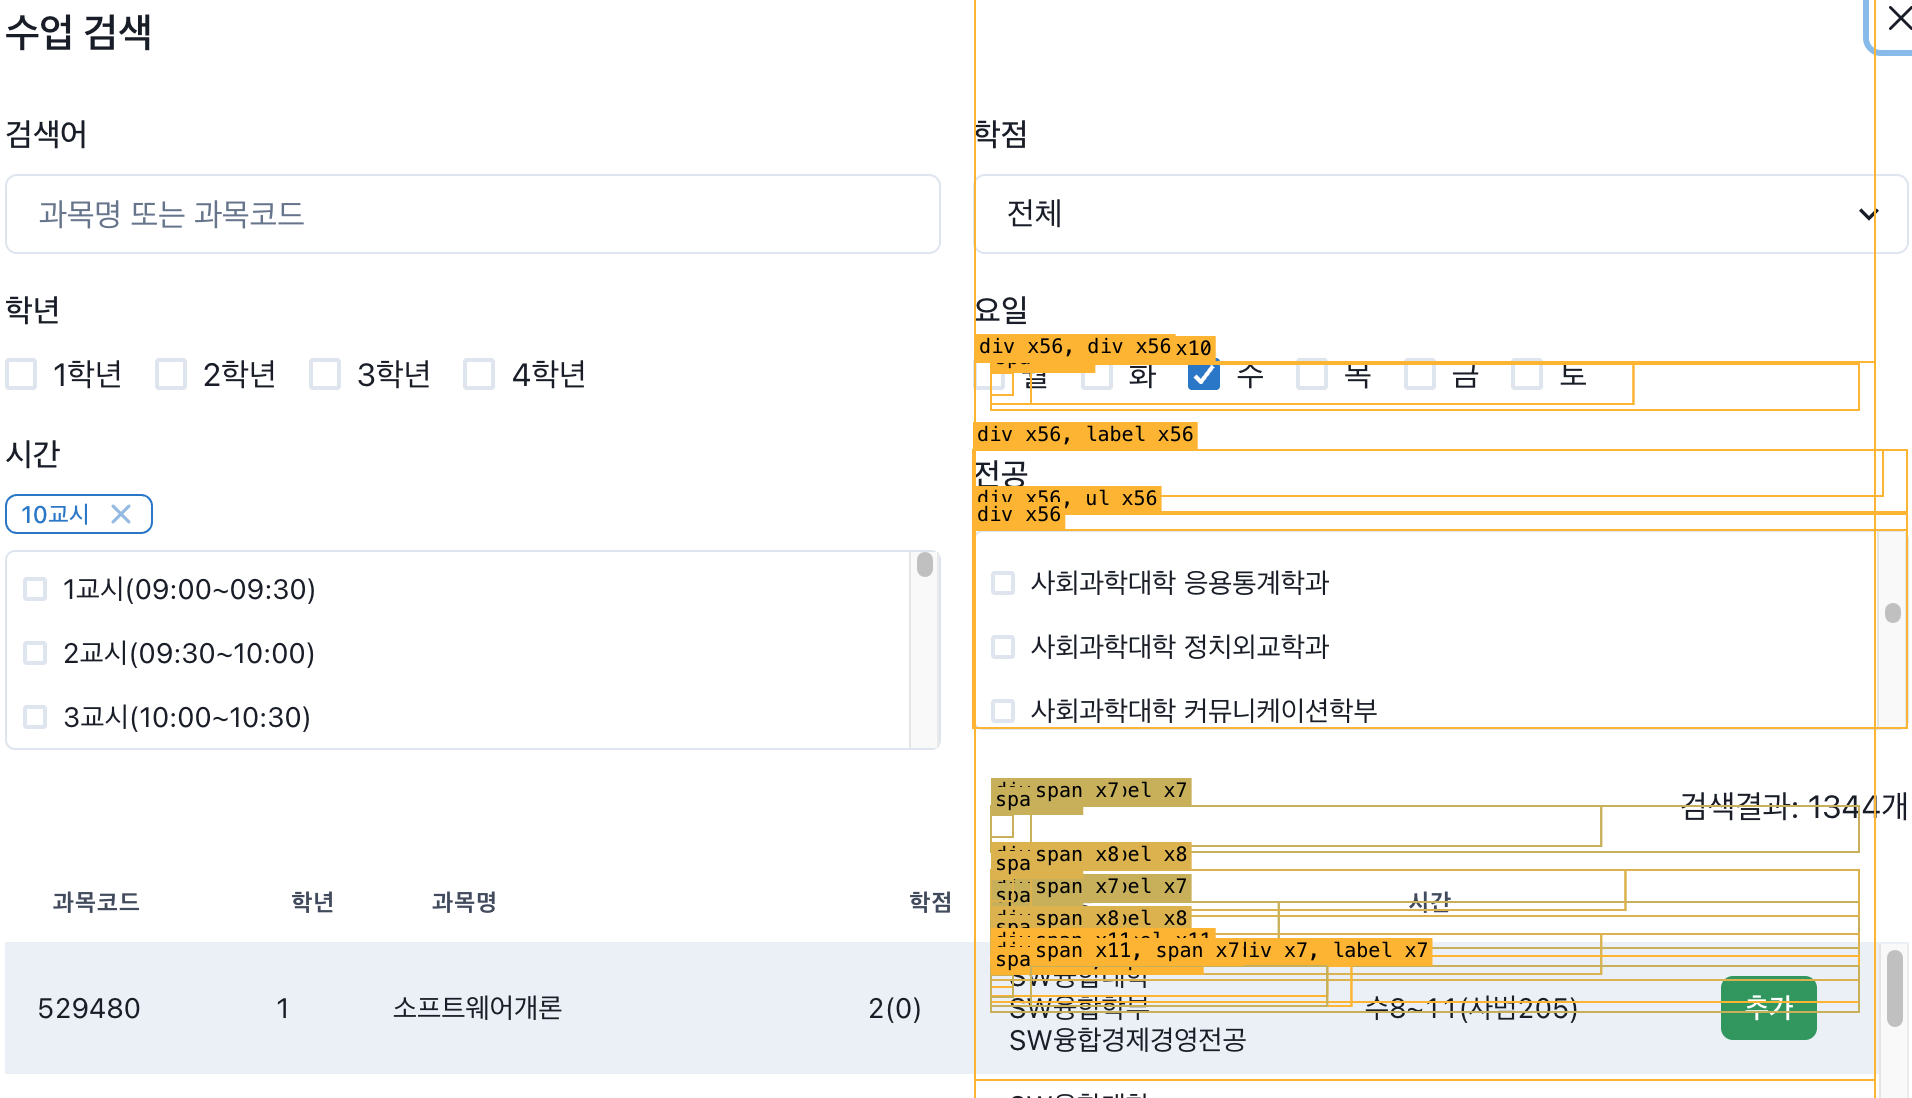 수업 검색
검색어
학점
과목명 또는 과목코드
전체
학년
요일
1학년 2학년 3학년 4학년
div x56, div x56 x10
월 화 수 목 금 토
div x56, label x56
시간
전공
10교시
div x56, ul x56
div x56
1교시(09:00~09:30)
2교시(09:30~10:00)
3교시(10:00~10:30)
사회과학대학 응용통계학과
사회과학대학 정치외교학과
사회과학대학 커뮤니케이션학부
span x7 bel x7
spa
검색결과: 1344개
span x8 bel x8
spa
span x7 bel x7
spa
span x8 bel x8
과목코드 학년 과목명 학점 시간
span x11, span x7 div x7, label x7
spa
529480 1 소프트웨어개론 2(0)
SW융합대학
SW융합학부
SW융합경제경영전공
수8~11(사범205)
추가